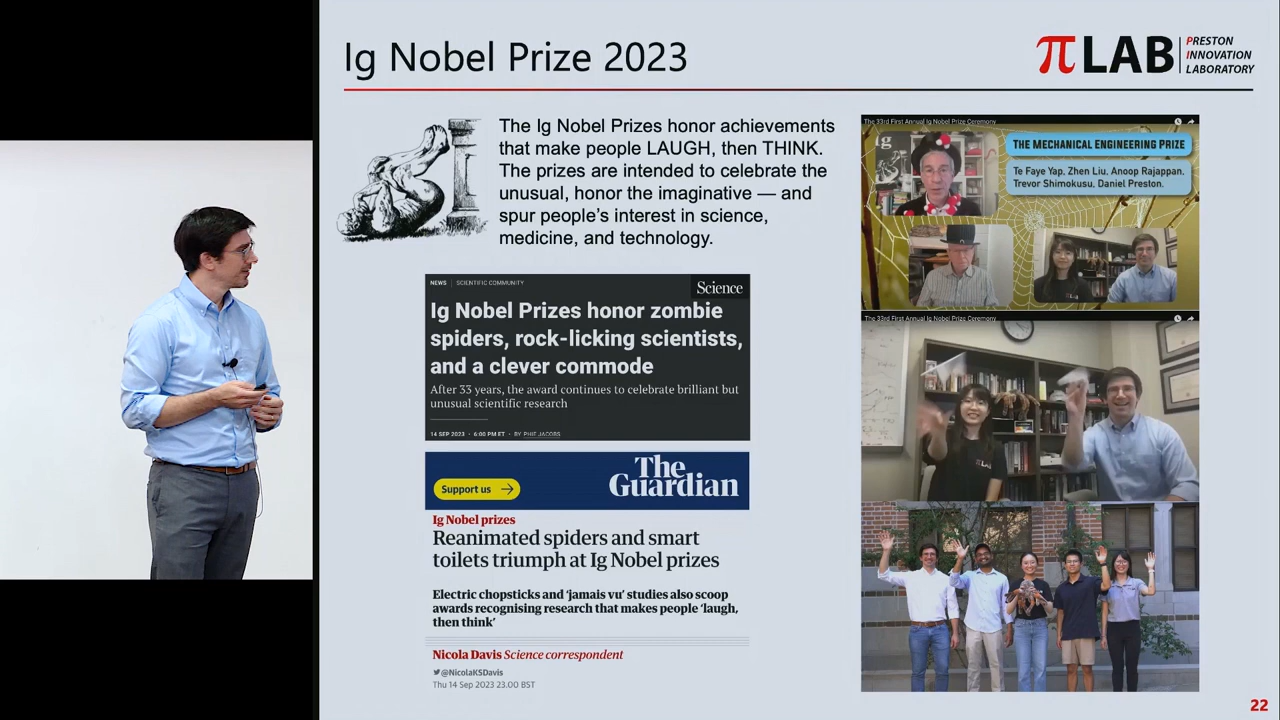 Ig Nobel Prize 2023
πLAB
PRESTON
INNOVATION
LABORATORY
The Ig Nobel Prizes honor achievements
that make people LAUGH, then THINK.
The prizes are intended to celebrate the
unusual, honor the imaginative — and
spur people's interest in science,
medicine, and technology.
NEWS | SCIENTIFIC COMMUNITY
Science
Ig Nobel Prizes honor zombie
spiders, rock-licking scientists,
and a clever commode
After 33 years, the award continues to celebrate brilliant but
unusual scientific research
14 SEP 2023 • 6:00 PM ET • BY PHIE JACOBS
Support us →
The
Guardian
Ig Nobel prizes
Reanimated spiders and smart
toilets triumph at Ig Nobel prizes
Electric chopsticks and 'jamais vu' studies also scoop
awards recognising research that makes people 'laugh,
then think'
Nicola Davis Science correspondent
@NicolaKSDavis
Thu 14 Sep 2023 23.00 BST
The 33rd First Annual Ig Nobel Prize Ceremony
ig
THE MECHANICAL ENGINEERING PRIZE
Te Faye Yap, Zhen Liu, Anoop Rajappan,
Trevor Shimokusu, Daniel Preston.
The 33rd First Annual Ig Nobel Prize Ceremony
πLAB
22